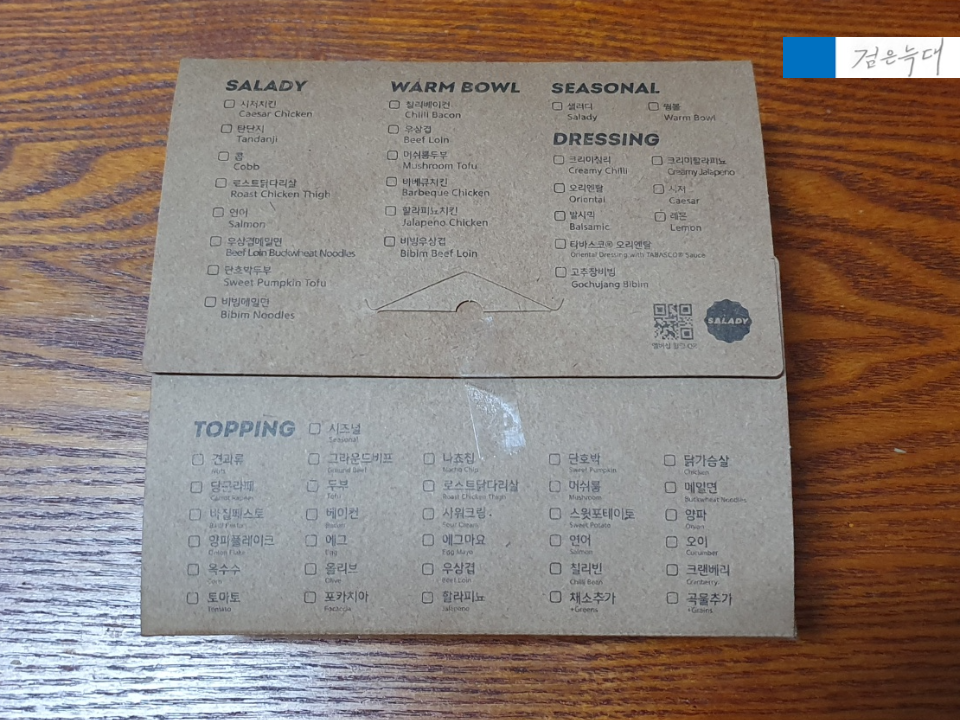 검은늑대
SALADY
시저치킨
Caesar Chicken
탄단지
Tandanji
콥
Cobb
로스트닭다리살
Roast Chicken Thigh
연어
Salmon
우삼겹메밀면
Beef Loin Buckwheat Noodles
단호박두부
Sweet Pumpkin Tofu
비빔메밀면
Bibim Noodles
WARM BOWL
칠리베이컨
Chilli Bacon
우삼겹
Beef Loin
머쉬룸두부
Mushroom Tofu
바베큐치킨
Barbeque Chicken
할라피뇨치킨
Jalapeno Chicken
비빔우삼겹
Bibim Beef Loin
SEASONAL
샐러디 웜볼
Salady Warm Bowl
DRESSING
크리미칠리 크리미할라피뇨
Creamy Chilli Creamy Jalapeno
오리엔탈 시저
Oriental Caesar
발사믹 레몬
Balsamic Lemon
타바스코® 오리엔탈
Oriental Dressing with TABASCO® Sauce
고추장비빔
Gochujang Bibim
SALADY
TOPPING 시즈널
Seasonal
견과류 그라운드비프 나쵸칩 단호박 닭가슴살
Nuts Ground Beef Nacho Chip Sweet Pumpkin Chicken
당근라페 두부 로스트닭다리살 머쉬룸 메밀면
Carrot Rapees Tofu Roast Chicken Thigh Mushroom Buckwheat Noodles
바질페스토 베이컨 사워크림 스윗포테이토 양파
Basil Pesto Bacon Sour Cream Sweet Potato Onion
양파플레이크 에그 에그마요 연어 오이
Onion Flake Egg Egg Mayo Salmon Cucumber
옥수수 올리브 우삼겹 칠리빈 크랜베리
Corn Olive Beef Loin Chilli Bean Cranberry
토마토 포카치아 할라피뇨 채소추가 곡물추가
Tomato Focaccia Jalapeno +Greens +Grains